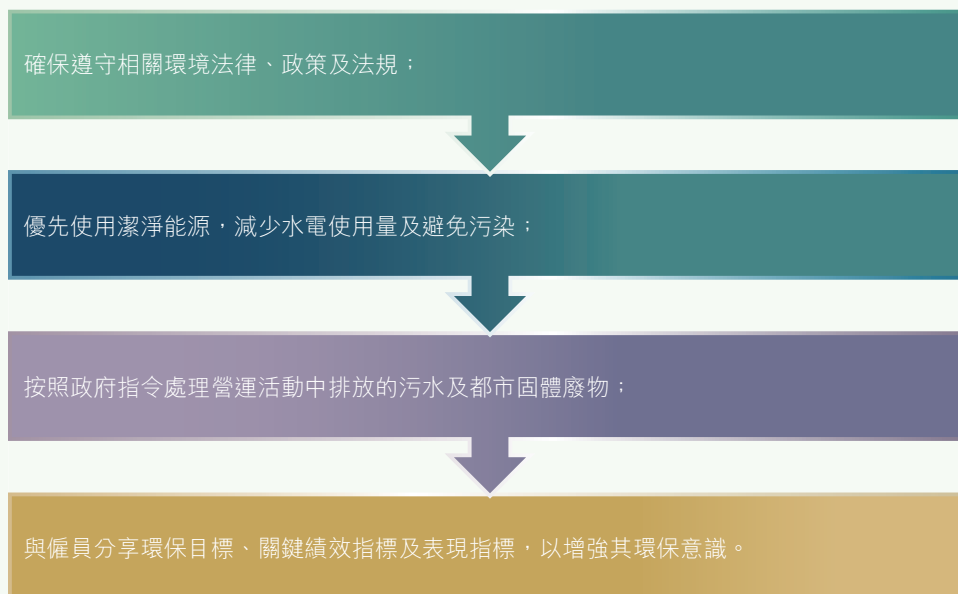 確保遵守相關環境法律、政策及法規；
優先使用潔淨能源，減少水電使用量及避免污染；
按照政府指令處理營運活動中排放的污水及都市固體廢物；
與僱員分享環保目標、關鍵績效指標及表現指標，以增強其環保意識。